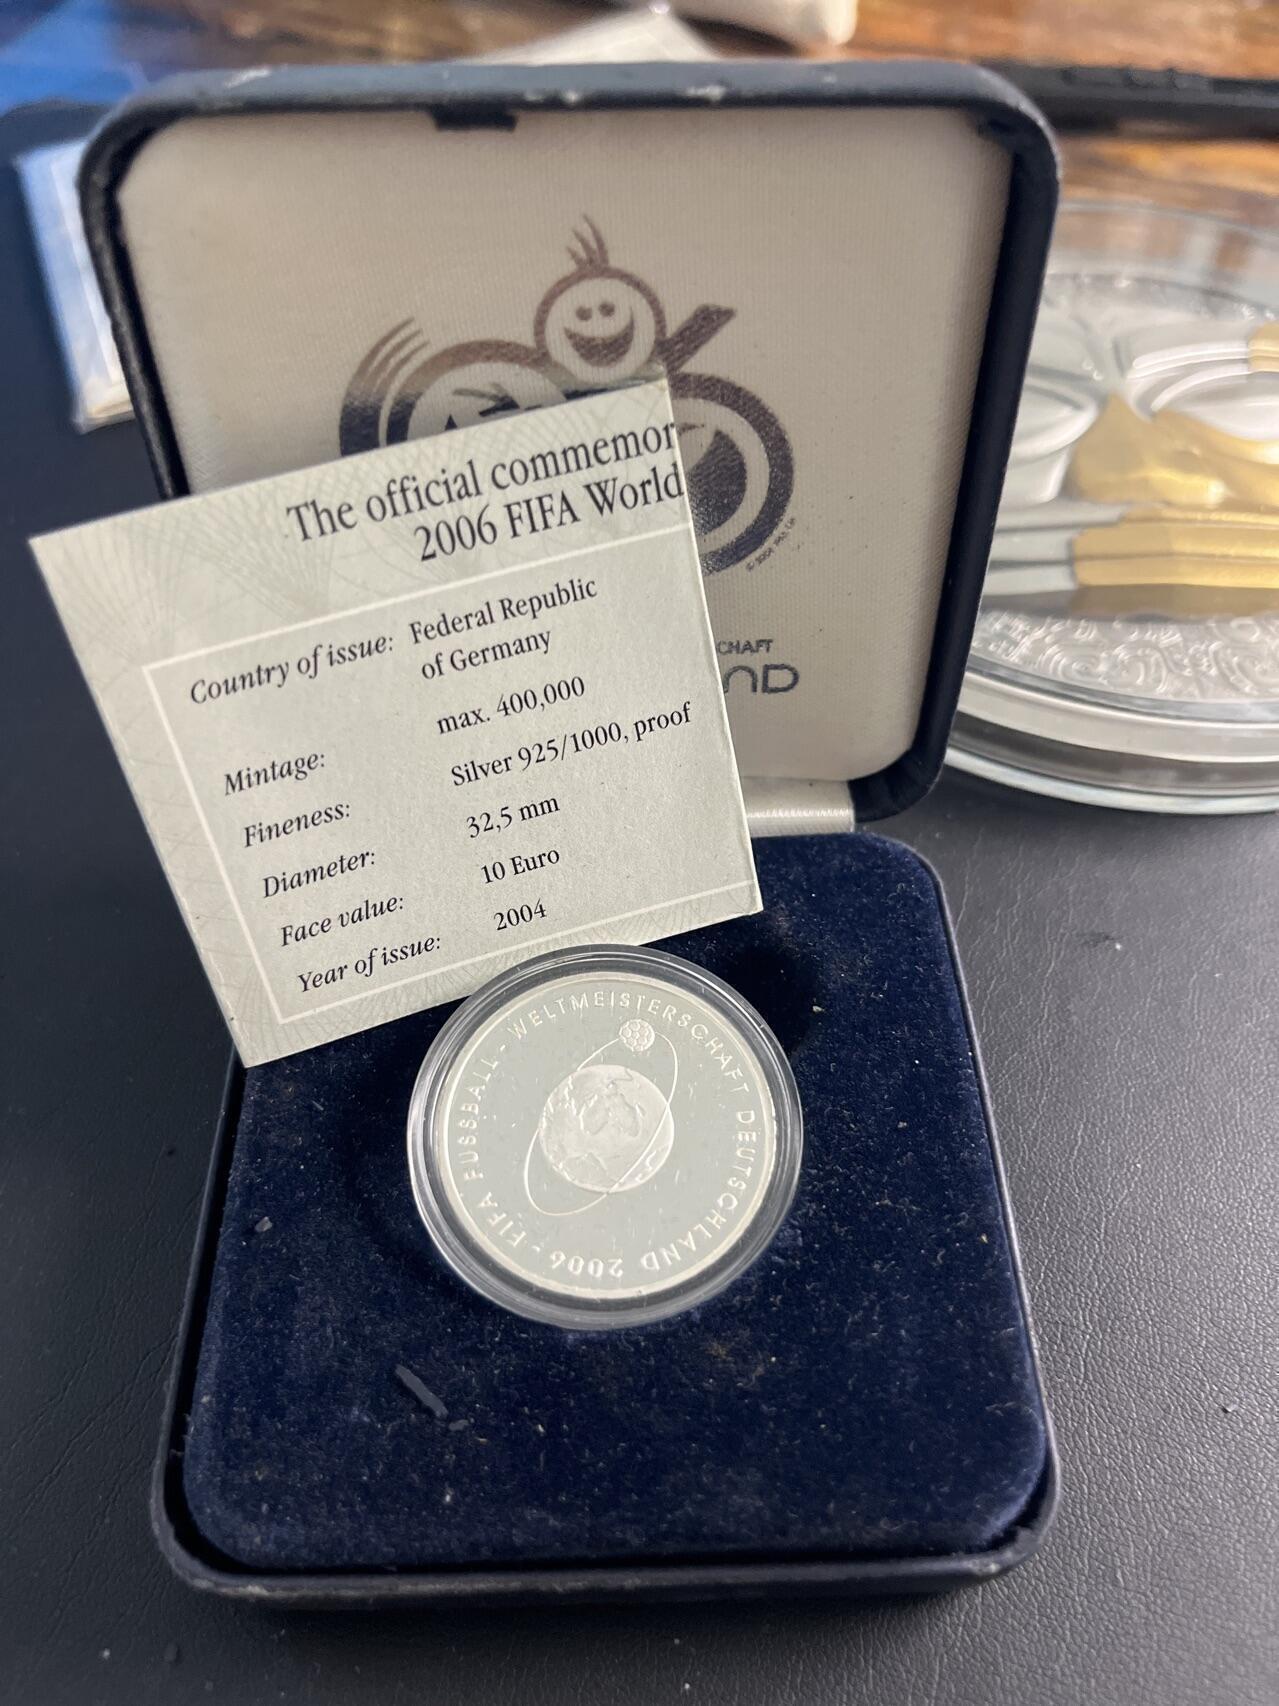 The official commemor
2006 FIFA World
Country of issue: Federal Republic
of Germany
Mintage: max. 400,000
Fineness: Silver 925/1000, proof
Diameter: 32,5 mm
Face value: 10 Euro
Year of issue: 2004
CHAFT
ND
FIFA FUSSBALL - WELTMEISTERSCHAFT DEUTSCHLAND 2006 -